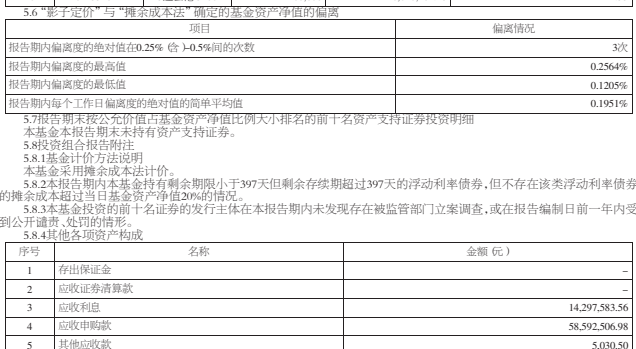 5.6 “影子定价”与“摊余成本法”确定的基金资产净值的偏离
项目 偏离情况
报告期内偏离度的绝对值在0.25%（含）-0.5%间的次数 3次
报告期内偏离度的最高值 0.2564%
报告期内偏离度的最低值 0.1205%
报告期内每个工作日偏离度的绝对值的简单平均值 0.1951%
5.7报告期末按公允价值占基金资产净值比例大小排名的前十名资产支持证券投资明细
本基金本报告期末未持有资产支持证券。
5.8投资组合报告附注
5.8.1基金计价方法说明
本基金采用摊余成本法计价。
5.8.2本报告期内本基金持有剩余期限小于397天但剩余存续期超过397天的浮动利率债券,但不存在该类浮动利率债券
的摊余成本超过当日基金资产净值20%的情况。
5.8.3本基金投资的前十名证券的发行主体在本报告期内未发现存在被监管部门立案调查,或在报告编制日前一年内受
到公开谴责、处罚的情形。
5.8.4其他各项资产构成
序号 名称 金额（元）
1 存出保证金 –
2 应收证券清算款 –
3 应收利息 14,297,583.56
4 应收申购款 58,592,506.98
5 其他应收款 5,030.50